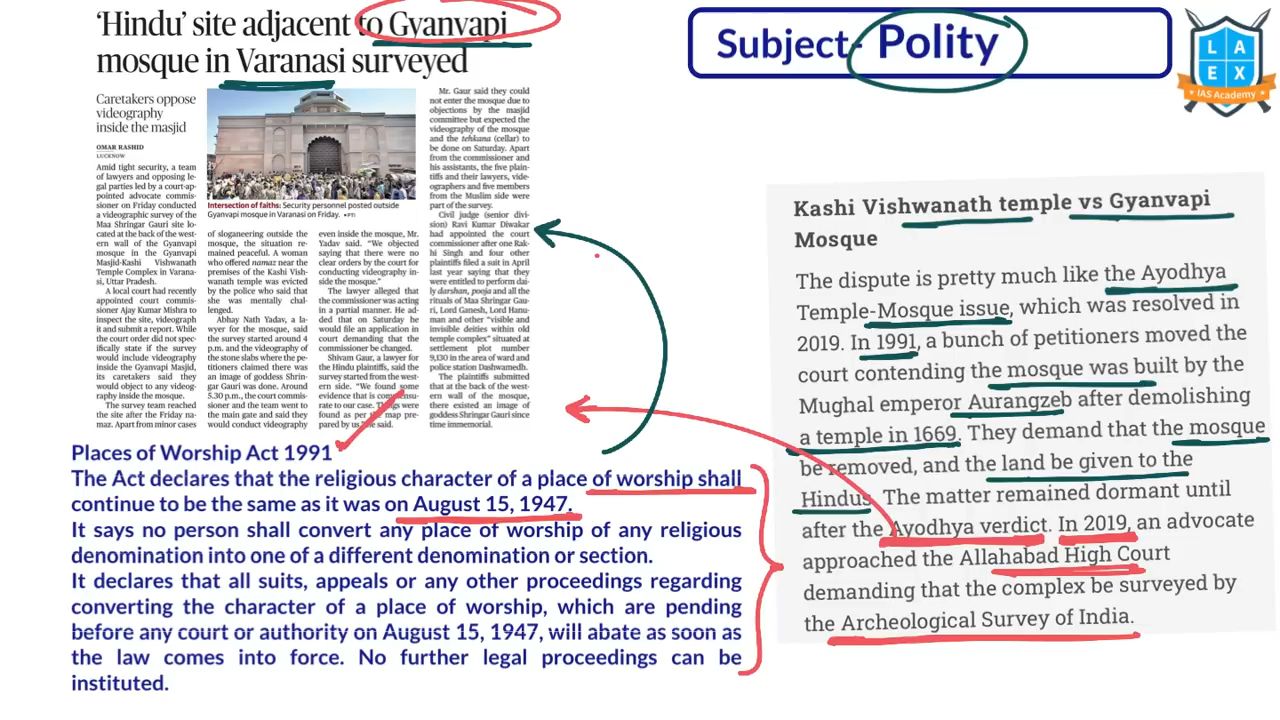 ‘Hindu’ site adjacent to Gyanvapi
mosque in Varanasi surveyed
Caretakers oppose
videography
inside the masjid
OMAR RASHID
LUCKNOW
Amid tight security, a team
of lawyers and opposing le-
gal parties led by a court-ap-
pointed advocate commis-
sioner on Friday conducted
a videographic survey of the
Maa Shringar Gauri site lo-
cated at the back of the west-
ern wall of the Gyanvapi
mosque in the Gyanvapi
Masjid-Kashi Vishwanath
Temple Complex in Varana-
si, Uttar Pradesh.
A local court had recently
appointed court commis-
sioner Ajay Kumar Mishra to
inspect the site, videograph
it and submit a report. While
the court order did not spec-
ifically state if the survey
would include videography
inside the Gyanvapi Masjid,
its caretakers said they
would object to any videog-
raphy inside the mosque.
The survey team reached
the site after the Friday na-
maz. Apart from minor cases
Intersection of faiths: Security personnel posted outside
Gyanvapi mosque in Varanasi on Friday. •PTI
of sloganeering outside the
mosque, the situation re-
mained peaceful. A woman
who offered namaz near the
premises of the Kashi Vish-
wanath temple was evicted
by the police who said that
she was mentally chal-
lenged.
Abhay Nath Yadav, a la-
wyer for the mosque, said
the survey started around 4
p.m. and the videography of
the stone slabs where the pe-
titioners claimed there was
an image of goddess Shrin-
gar Gauri was done. Around
5.30 p.m., the court commis-
sioner and the team went to
the main gate and said they
would conduct videography
even inside the mosque, Mr.
Yadav said. “We objected
saying that there were no
clear orders by the court for
conducting videography in-
side the mosque.”
The lawyer alleged that
the commissioner was acting
in a partial manner. He ad-
ded that on Saturday he
would file an application in
court demanding that the
commissioner be changed.
Shivam Gaur, a lawyer for
the Hindu plaintiffs, said the
survey started from the west-
ern side. “We found some
evidence that is commensu-
rate to our case. Things were
found as per the map pre-
pared by us,” he said.
Mr. Gaur said they could
not enter the mosque due to
objections by the masjid
committee but expected the
videography of the mosque
and the tehkana (cellar) to
be done on Saturday. Apart
from the commissioner and
his assistants, the five plain-
tiffs and their lawyers, vide-
ographers and five members
from the Muslim side were
part of the survey.
Civil judge (senior divi-
sion) Ravi Kumar Diwakar
had appointed the court
commissioner after one Rak-
hi Singh and four other
plaintiffs filed a suit in April
last year saying that they
were entitled to perform dai-
ly darshan, pooja and all the
rituals of Maa Shringar Gau-
ri, Lord Ganesh, Lord Hanu-
man and other “visible and
invisible deities within old
temple complex” situated at
settlement plot number
9,130 in the area of ward and
police station Dashwamedh.
The plaintiffs submitted
that at the back of the west-
ern wall of the mosque,
there existed an image of
goddess Shringar Gauri since
time immemorial.
Subject- Polity
L A
E X
IAS Academy
Kashi Vishwanath temple vs Gyanvapi
Mosque
The dispute is pretty much like the Ayodhya
Temple-Mosque issue, which was resolved in
2019. In 1991, a bunch of petitioners moved the
court contending the mosque was built by the
Mughal emperor Aurangzeb after demolishing
a temple in 1669. They demand that the mosque
be removed, and the land be given to the
Hindus. The matter remained dormant until
after the Ayodhya verdict. In 2019, an advocate
approached the Allahabad High Court
demanding that the complex be surveyed by
the Archeological Survey of India.
Places of Worship Act 1991
The Act declares that the religious character of a place of worship shall
continue to be the same as it was on August 15, 1947.
It says no person shall convert any place of worship of any religious
denomination into one of a different denomination or section.
It declares that all suits, appeals or any other proceedings regarding
converting the character of a place of worship, which are pending
before any court or authority on August 15, 1947, will abate as soon as
the law comes into force. No further legal proceedings can be
instituted.